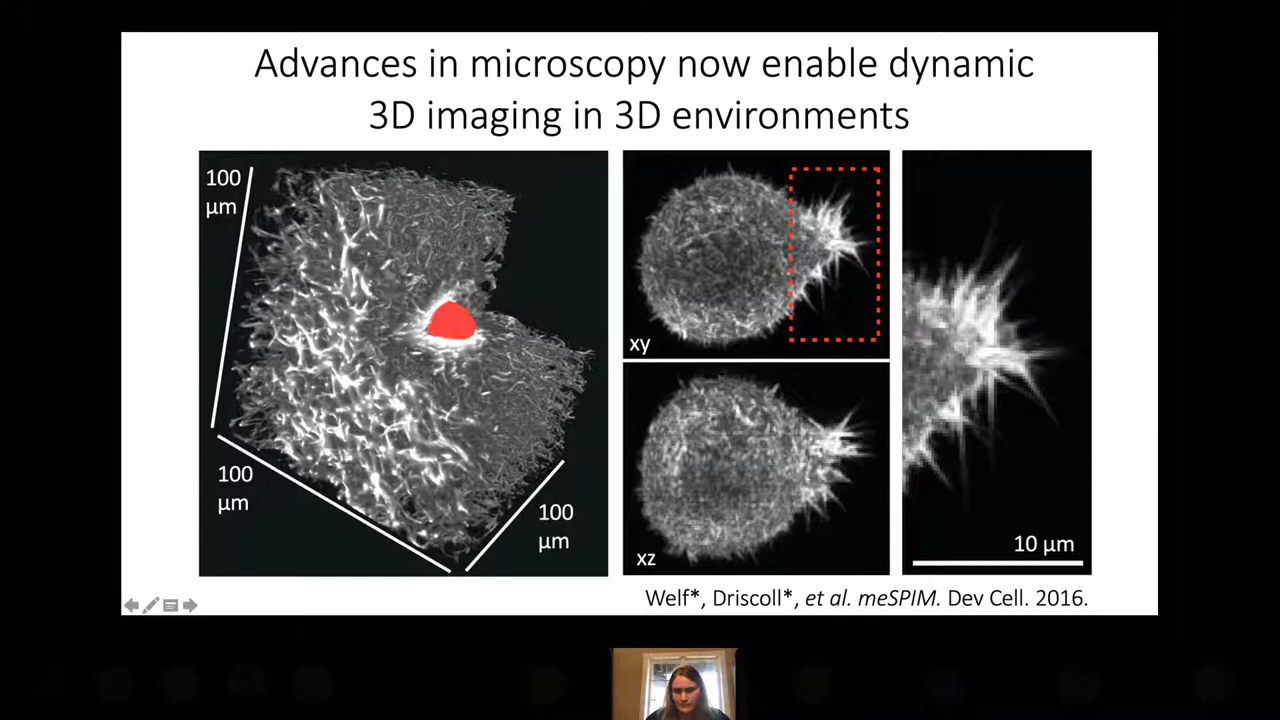 Advances in microscopy now enable dynamic
3D imaging in 3D environments
100
µm
100
µm
100
µm
xy
xz
10 µm
Welf*, Driscoll*, et al. meSPIM. Dev Cell. 2016.